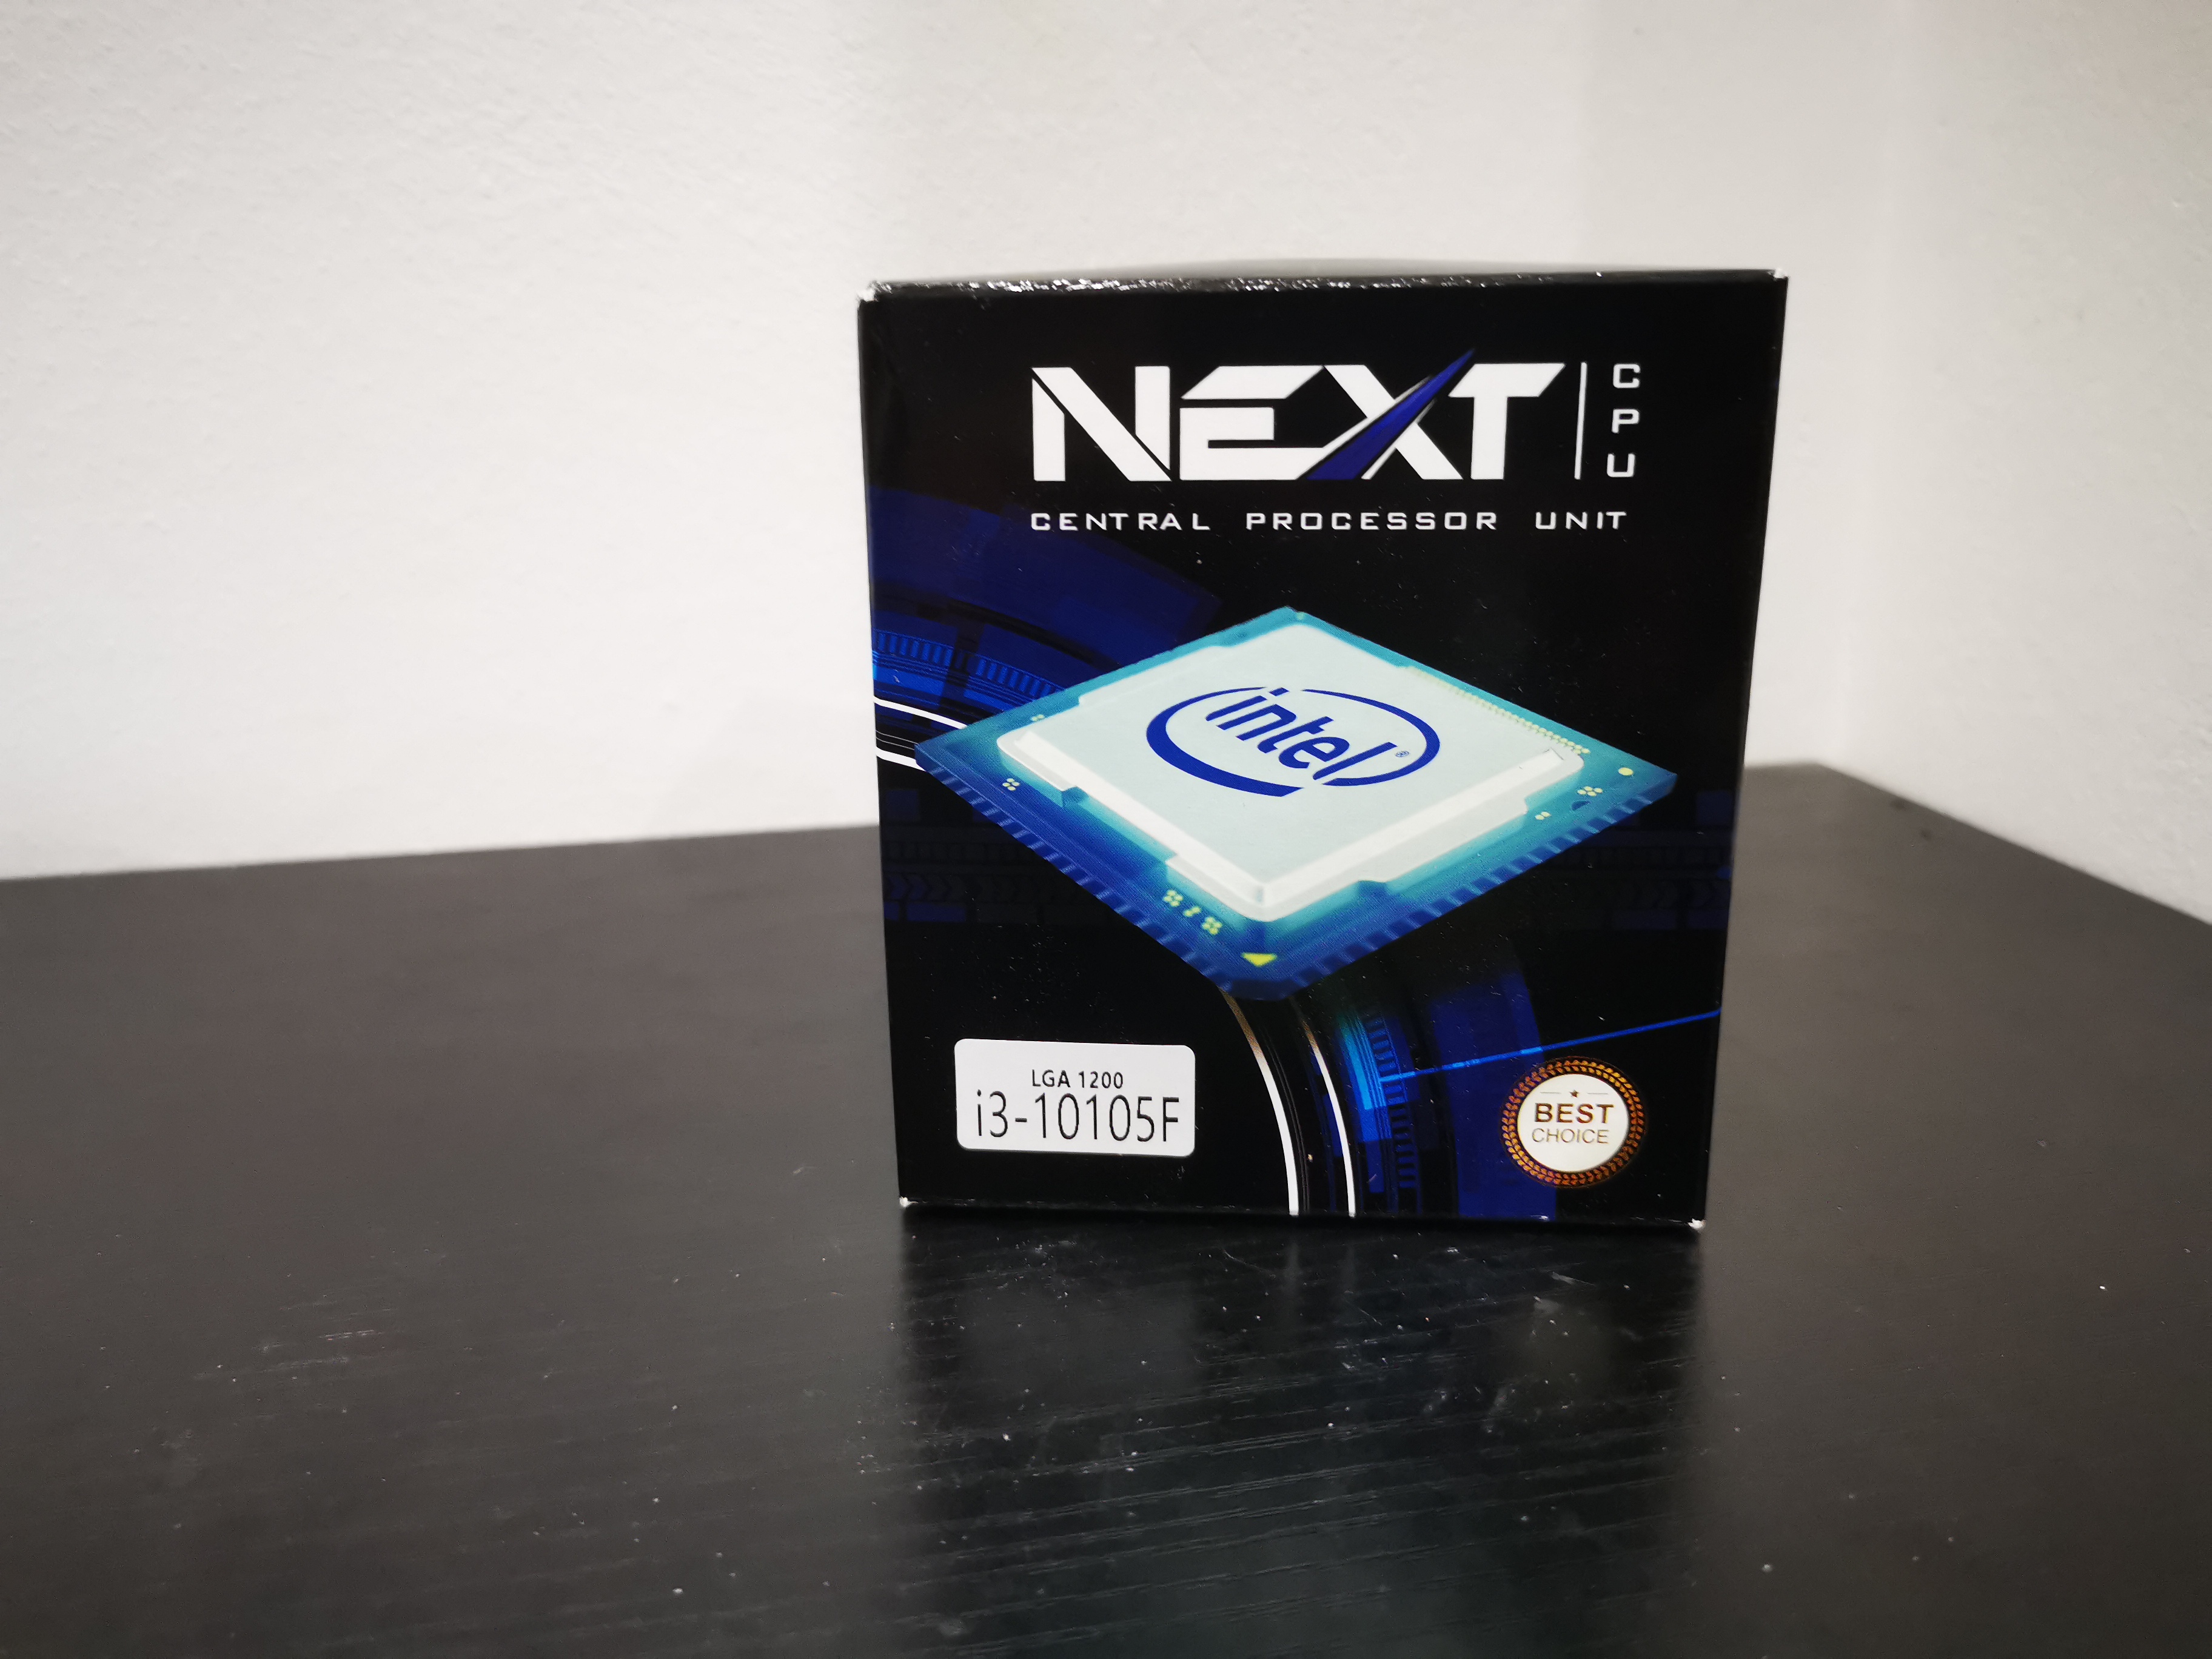 NEXT
CPU
CENTRAL PROCESSOR UNIT
intel®
LGA 1200
i3-10105F
BEST
CHOICE